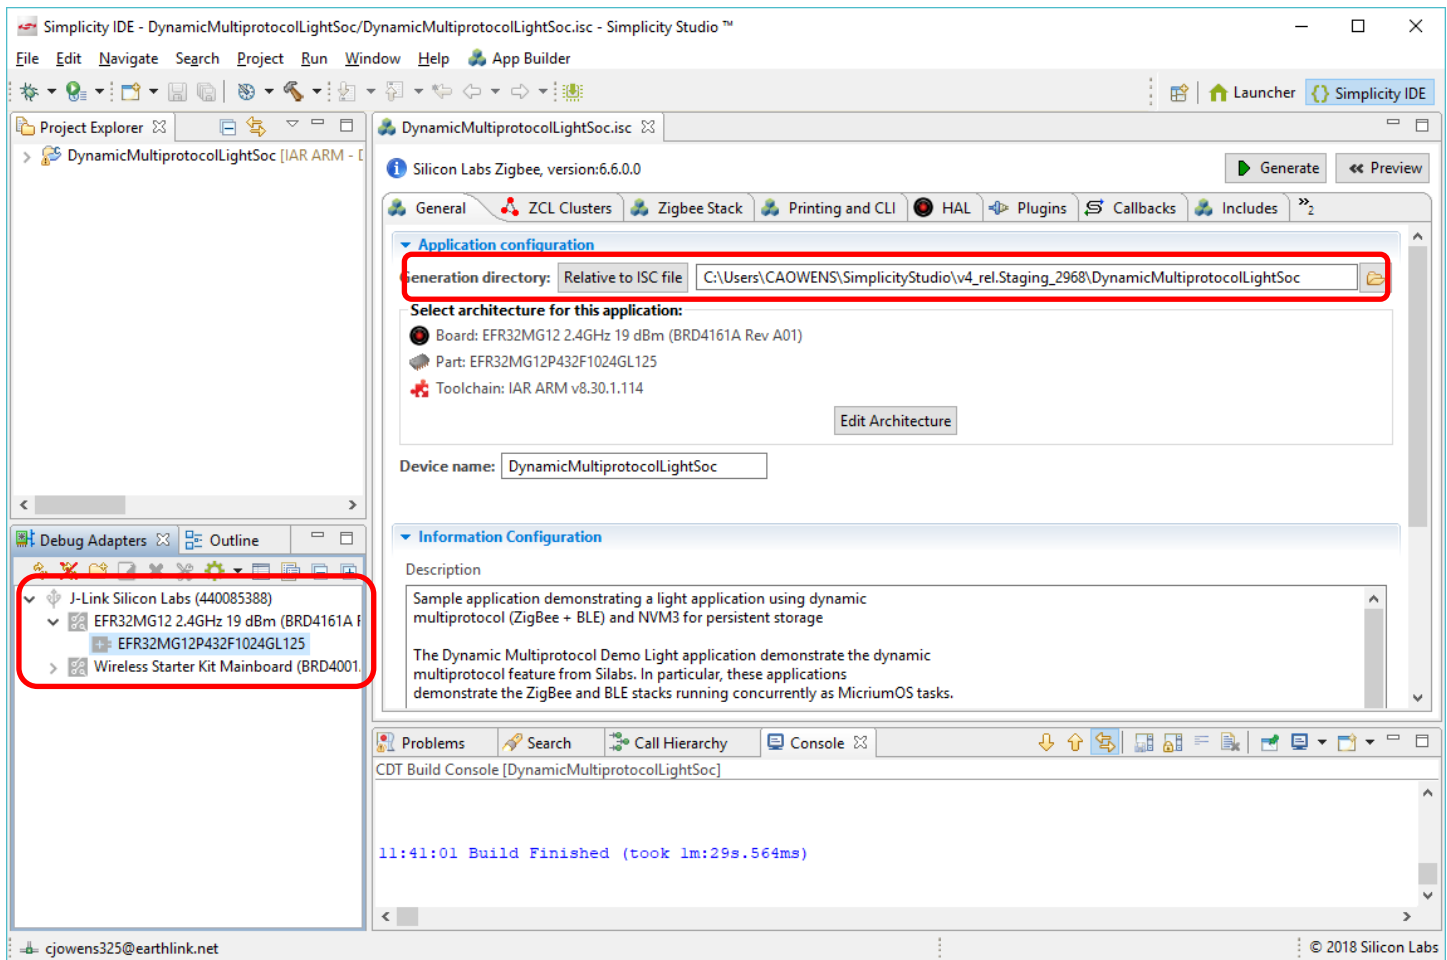 Simplicity IDE - DynamicMultiprotocolLightSoc/DynamicMultiprotocolLightSoc.isc - Simplicity Studio ™
File Edit Navigate Search Project Run Window Help App Builder
Launcher Simplicity IDE
Project Explorer
DynamicMultiprotocolLightSoc [IAR ARM - D
DynamicMultiprotocolLightSoc.isc
Silicon Labs Zigbee, version:6.6.0.0
Generate Preview
General ZCL Clusters Zigbee Stack Printing and CLI HAL Plugins Callbacks Includes »2
Application configuration
Generation directory: Relative to ISC file C:\Users\CAOWENS\SimplicityStudio\v4_rel.Staging_2968\DynamicMultiprotocolLightSoc
Select architecture for this application:
Board: EFR32MG12 2.4GHz 19 dBm (BRD4161A Rev A01)
Part: EFR32MG12P432F1024GL125
Toolchain: IAR ARM v8.30.1.114
Edit Architecture
Device name: DynamicMultiprotocolLightSoc
Debug Adapters Outline
J-Link Silicon Labs (440085388)
EFR32MG12 2.4GHz 19 dBm (BRD4161A F
EFR32MG12P432F1024GL125
Wireless Starter Kit Mainboard (BRD4001.
Information Configuration
Description
Sample application demonstrating a light application using dynamic
multiprotocol (ZigBee + BLE) and NVM3 for persistent storage
The Dynamic Multiprotocol Demo Light application demonstrate the dynamic
multiprotocol feature from Silabs. In particular, these applications
demonstrate the ZigBee and BLE stacks running concurrently as MicriumOS tasks.
Problems Search Call Hierarchy Console
CDT Build Console [DynamicMultiprotocolLightSoc]
11:41:01 Build Finished (took 1m:29s.564ms)
cjowens325@earthlink.net
© 2018 Silicon Labs